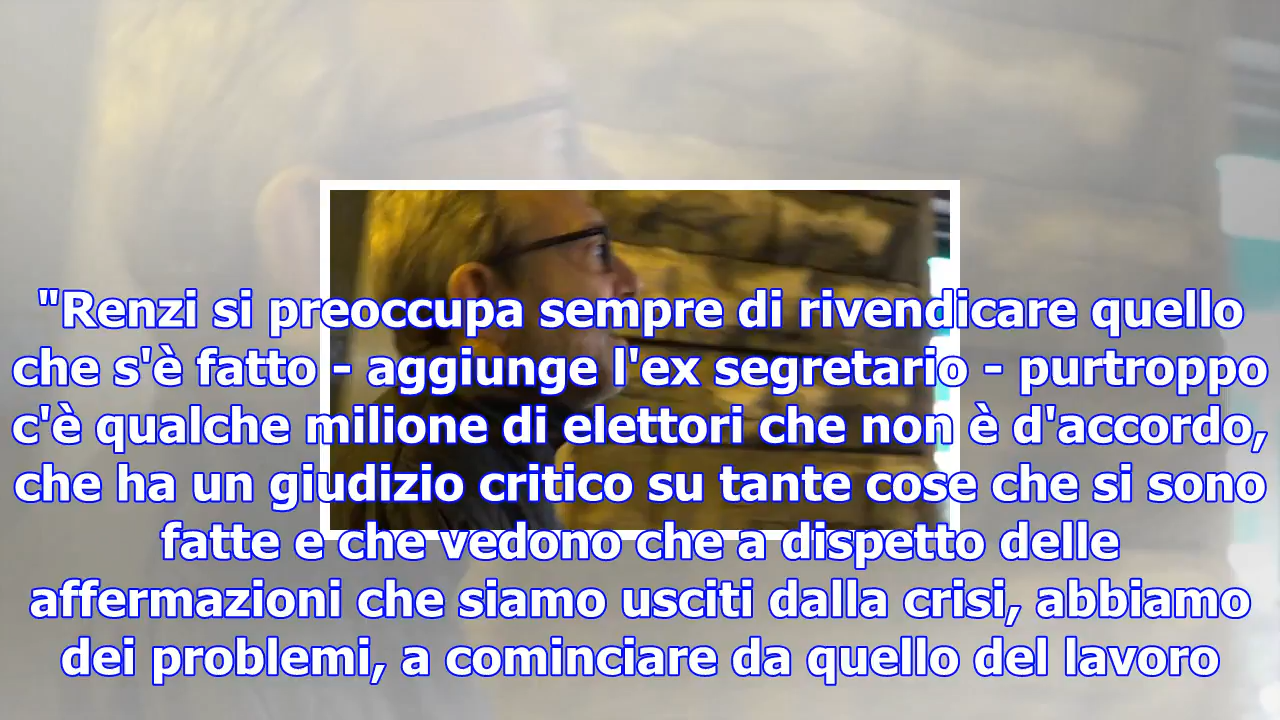 "Renzi si preoccupa sempre di rivendicare quello
che s'è fatto - aggiunge l'ex segretario - purtroppo
c'è qualche milione di elettori che non è d'accordo,
che ha un giudizio critico su tante cose che si sono
fatte e che vedono che a dispetto delle
affermazioni che siamo usciti dalla crisi, abbiamo
dei problemi, a cominciare da quello del lavoro